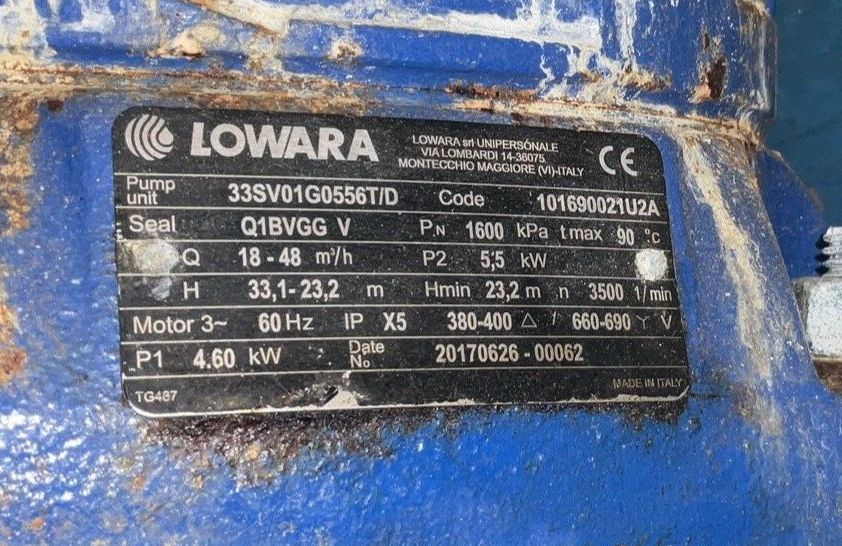 LOWARA
LOWARA srl UNIPERSONALE
VIA LOMBARDI 14-36075
MONTECCHIO MAGGIORE (VI)-ITALY
CE
Pump unit 33SV01G0556T/D Code 101690021U2A
Seal Q1BVGG V PN 1600 kPa t max 90 °c
Q 18 - 48 m³/h P2 5,5 kW
H 33,1-23,2 m Hmin 23,2 m n 3500 1/min
Motor 3~ 60 Hz IP X5 380-400 △ / 660-690 Y V
P1 4.60 kW Date No 20170626 - 00062
TG487 MADE IN ITALY